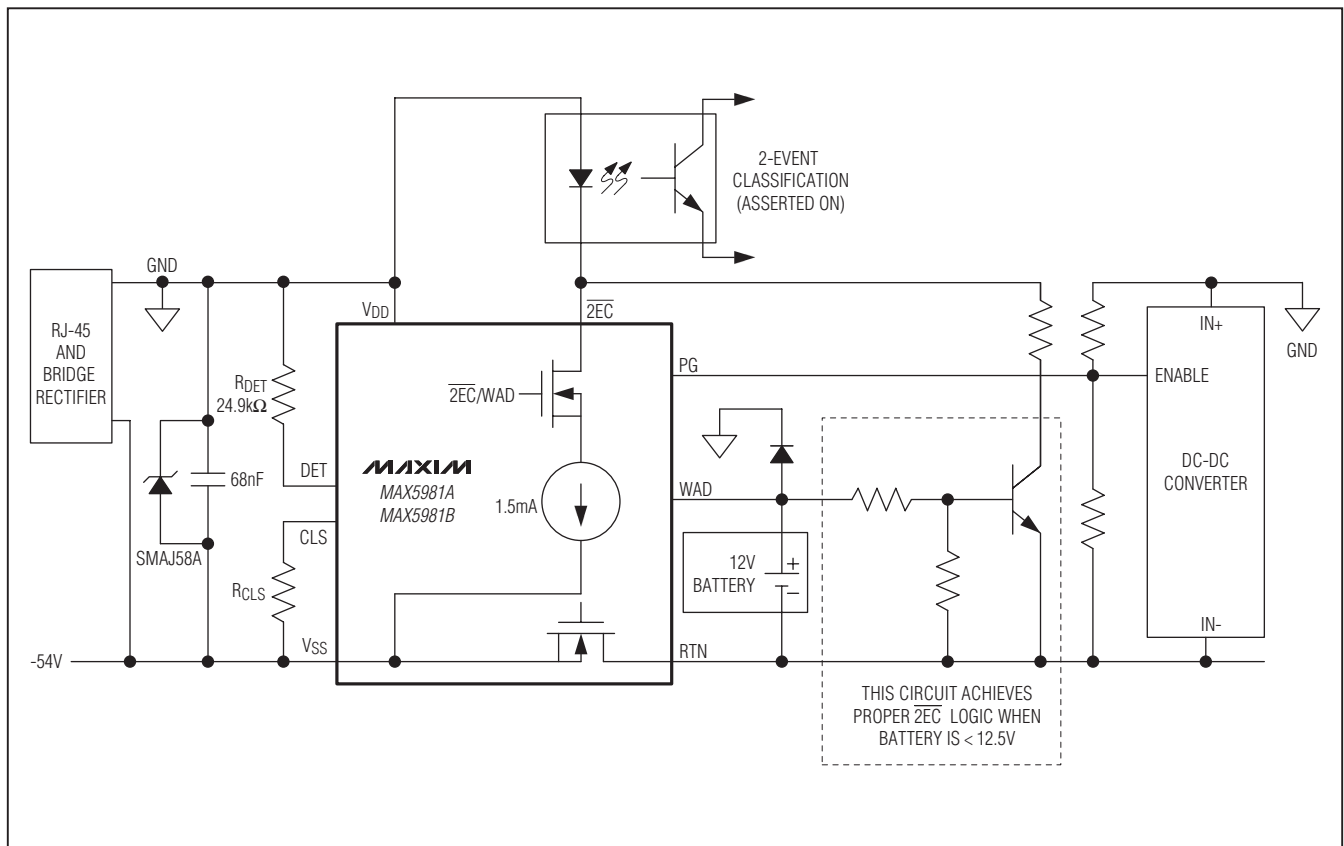 2-EVENT
CLASSIFICATION
(ASSERTED ON)
GND
RJ-45
AND
BRIDGE
RECTIFIER
VDD
2EC
IN+
GND
RDET
24.9kΩ
2EC/WAD
PG
ENABLE
68nF
DET
MAXIM
MAX5981A
MAX5981B
1.5mA
WAD
DC-DC
CONVERTER
SMAJ58A
CLS
RCLS
12V
BATTERY
+
−
-54V
VSS
RTN
IN-
THIS CIRCUIT ACHIEVES
PROPER 2EC LOGIC WHEN
BATTERY IS < 12.5V